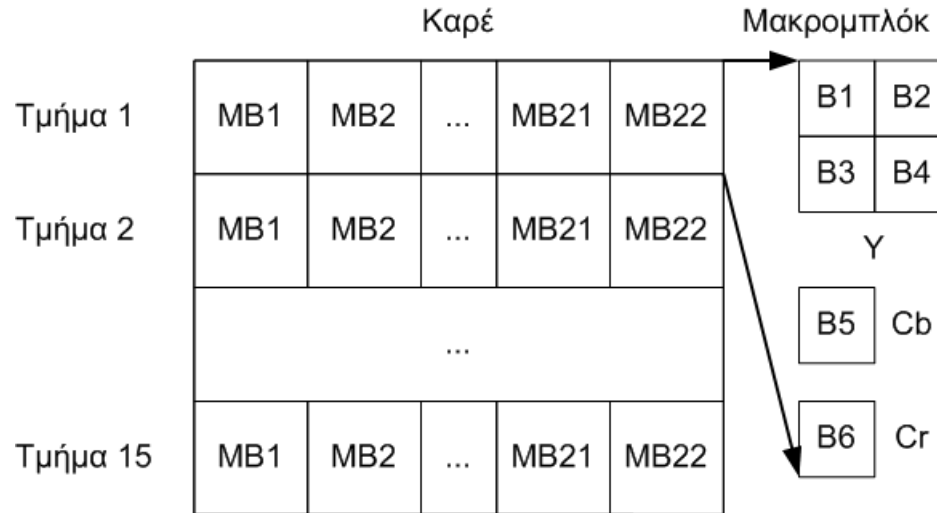 Καρέ
Μακρομπλόκ
Τμήμα 1
MB1 MB2 ... MB21 MB22
B1 B2
B3 B4
Y
Τμήμα 2
MB1 MB2 ... MB21 MB22
B5 Cb
...
B6 Cr
Τμήμα 15
MB1 MB2 ... MB21 MB22